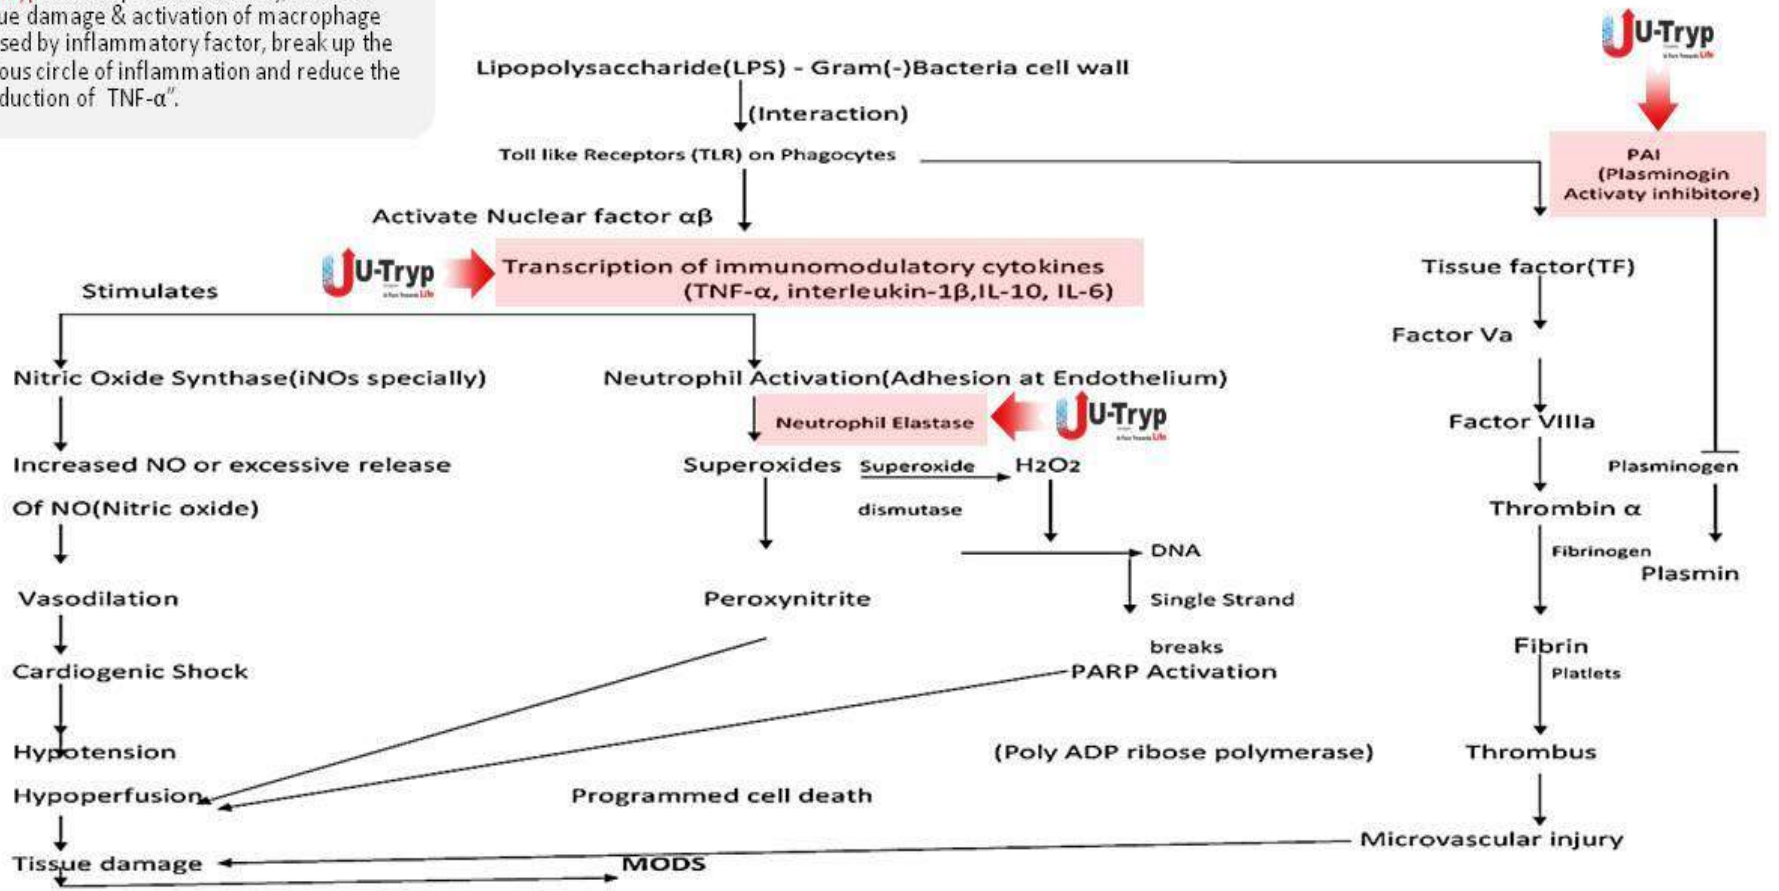 ue damage & activation of macrophage
sed by inflammatory factor, break up the
ous circle of inflammation and reduce the
duction of TNF-α”.
U-Tryp
Lipopolysaccharide(LPS) - Gram(-)Bacteria cell wall
(Interaction)
Toll like Receptors (TLR) on Phagocytes
PAI
(Plasminogin
Activaty inhibitore)
Activate Nuclear factor αβ
U-Tryp
Transcription of immunomodulatory cytokines
(TNF-α, interleukin-1β,IL-10, IL-6)
Tissue factor(TF)
Stimulates
Factor Va
Nitric Oxide Synthase(iNOs specially)
Neutrophil Activation(Adhesion at Endothelium)
Neutrophil Elastase
U-Tryp
Factor VIIIa
Increased NO or excessive release
Superoxides
Superoxide
H2O2
Plasminogen
Of NO(Nitric oxide)
dismutase
Thrombin α
DNA
Fibrinogen
Plasmin
Vasodilation
Peroxynitrite
Single Strand
breaks
Fibrin
Cardiogenic Shock
PARP Activation
Platlets
Hypotension
(Poly ADP ribose polymerase)
Thrombus
Hypoperfusion
Programmed cell death
Microvascular injury
Tissue damage
MODS